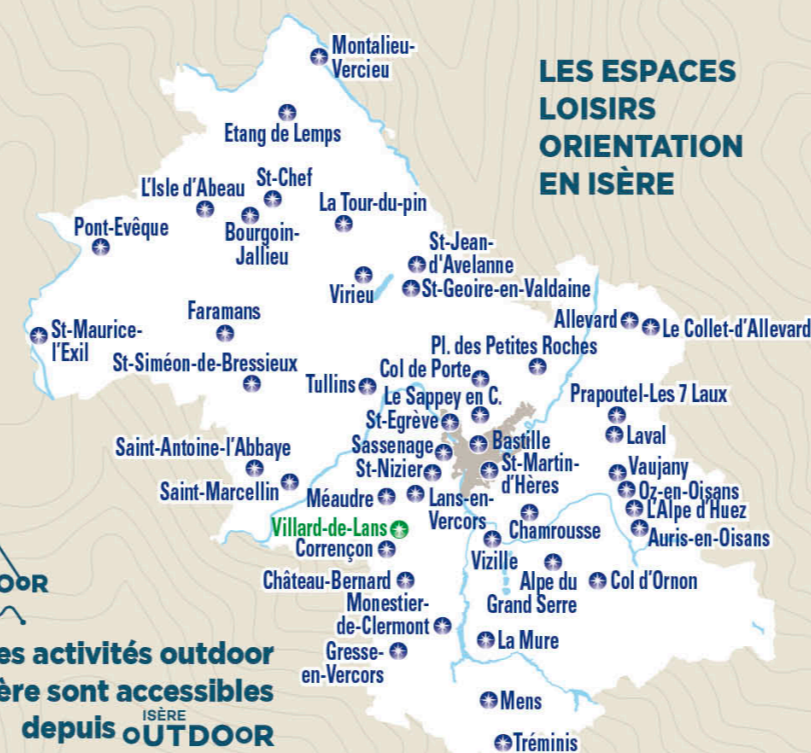 LES ESPACES
LOISIRS
ORIENTATION
EN ISÈRE
Montalieu-
Vercieu
Etang de Lemps
L'Isle d'Abeau
St-Chef
La Tour-du-pin
Pont-Evêque
Bourgoin-
Jallieu
St-Jean-
d'Avelanne
Virieu
St-Geoire-en-Valdaine
Faramans
Allevard
Le Collet-d'Allevard
St-Maurice-
l'Exil
Pl. des Petites Roches
St-Siméon-de-Bressieux
Col de Porte
Tullins
Le Sappey en C.
Prapoutel-Les 7 Laux
St-Egrève
Laval
Saint-Antoine-l'Abbaye
Sassenage
Bastille
St-Nizier
St-Martin-
d'Hères
Vaujany
Saint-Marcellin
Méaudre
Lans-en-
Vercors
Oz-en-Oisans
L'Alpe d'Huez
Villard-de-Lans
Chamrousse
Auris-en-Oisans
Corrençon
Vizille
Château-Bernard
Alpe du
Grand Serre
Col d'Ornon
Monestier-
de-Clermont
La Mure
Gresse-
en-Vercors
Mens
Tréminis
OOR
es activités outdoor
ère sont accessibles
depuis ISÈRE OUTDOOR